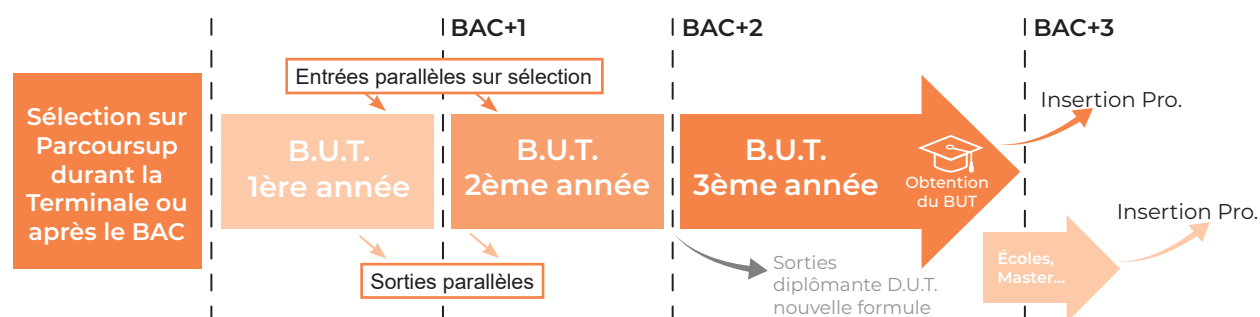 BAC+1
BAC+2
BAC+3
Entrées parallèles sur sélection
Sélection sur
Parcoursup
durant la
Terminale ou
après le BAC
B.U.T.
1ère année
B.U.T.
2ème année
B.U.T.
3ème année
Obtention
du BUT
Insertion Pro.
Insertion Pro.
Écoles,
Master...
Sorties parallèles
Sorties
diplômante D.U.T.
nouvelle formule